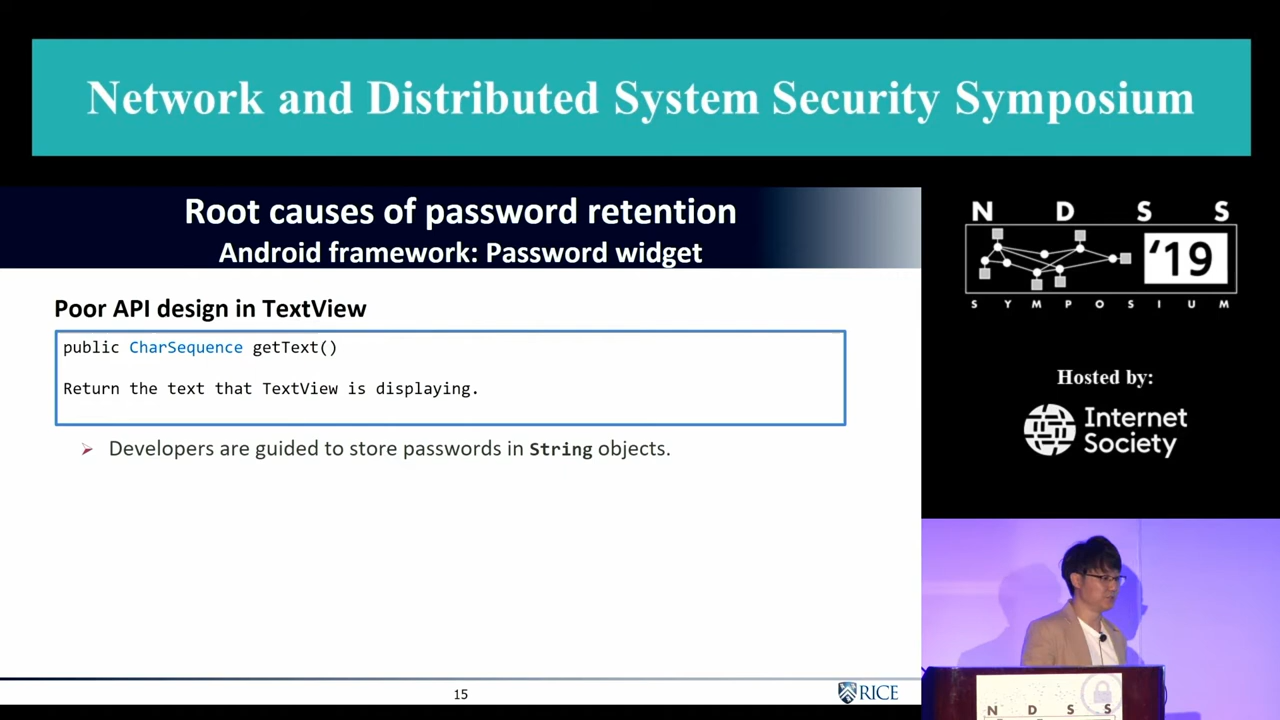 Network and Distributed System Security Symposium
Root causes of password retention
Android framework: Password widget
Poor API design in TextView
public CharSequence getText()
Return the text that TextView is displaying.
➢ Developers are guided to store passwords in String objects.
15
RICE
N D S S
'19
S Y M P O S I U M
Hosted by:
Internet
Society
N D S S